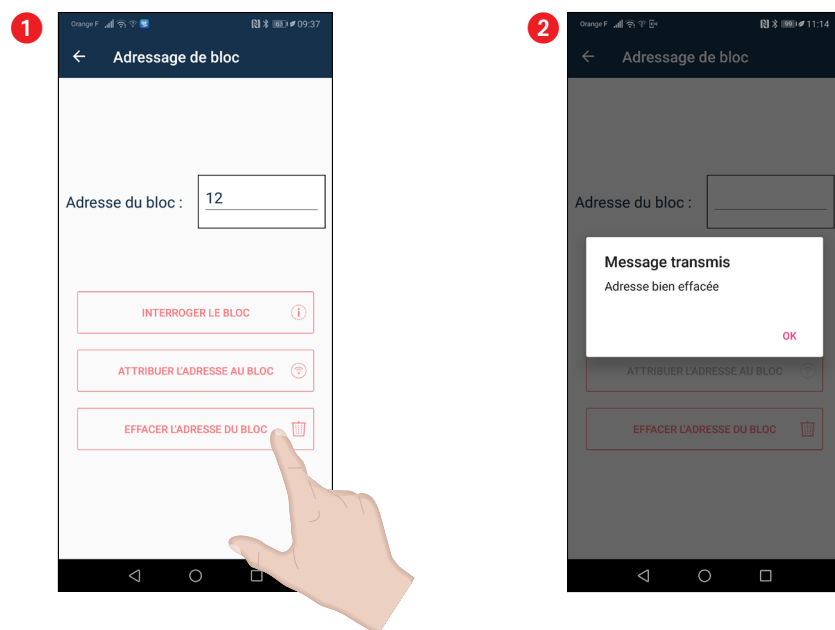 1
Orange F 63 09:37
Adressage de bloc
Adresse du bloc : 12
INTERROGER LE BLOC
ATTRIBUER L'ADRESSE AU BLOC
EFFACER L'ADRESSE DU BLOC
2
Orange F 99 11:14
Adressage de bloc
Adresse du bloc :
Message transmis
Adresse bien effacée
OK
ATTRIBUER L'ADRESSE AU BLOC
EFFACER L'ADRESSE DU BLOC